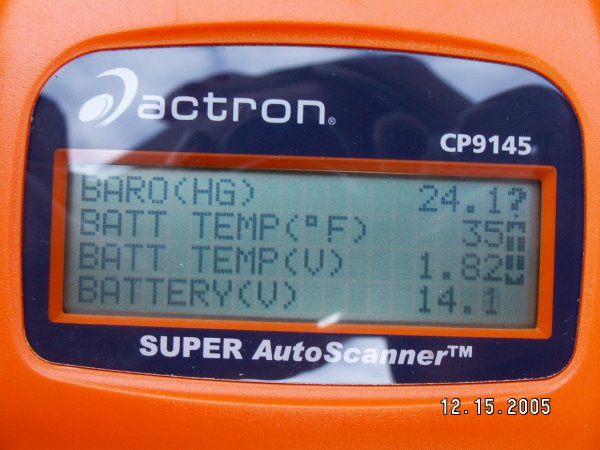 actron®
CP9145
BARO(HG) 24.1?
BATT TEMP(°F) 35
BATT TEMP(V) 1.82
BATTERY(V) 14.1
SUPER AutoScanner™
12.15.2005